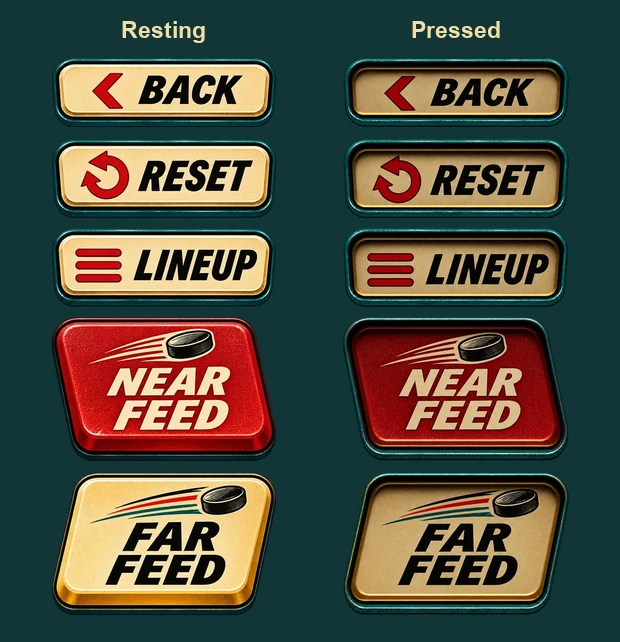 Resting Pressed
BACK BACK
RESET RESET
LINEUP LINEUP
NEAR NEAR
FEED FEED
FAR FAR
FEED FEED